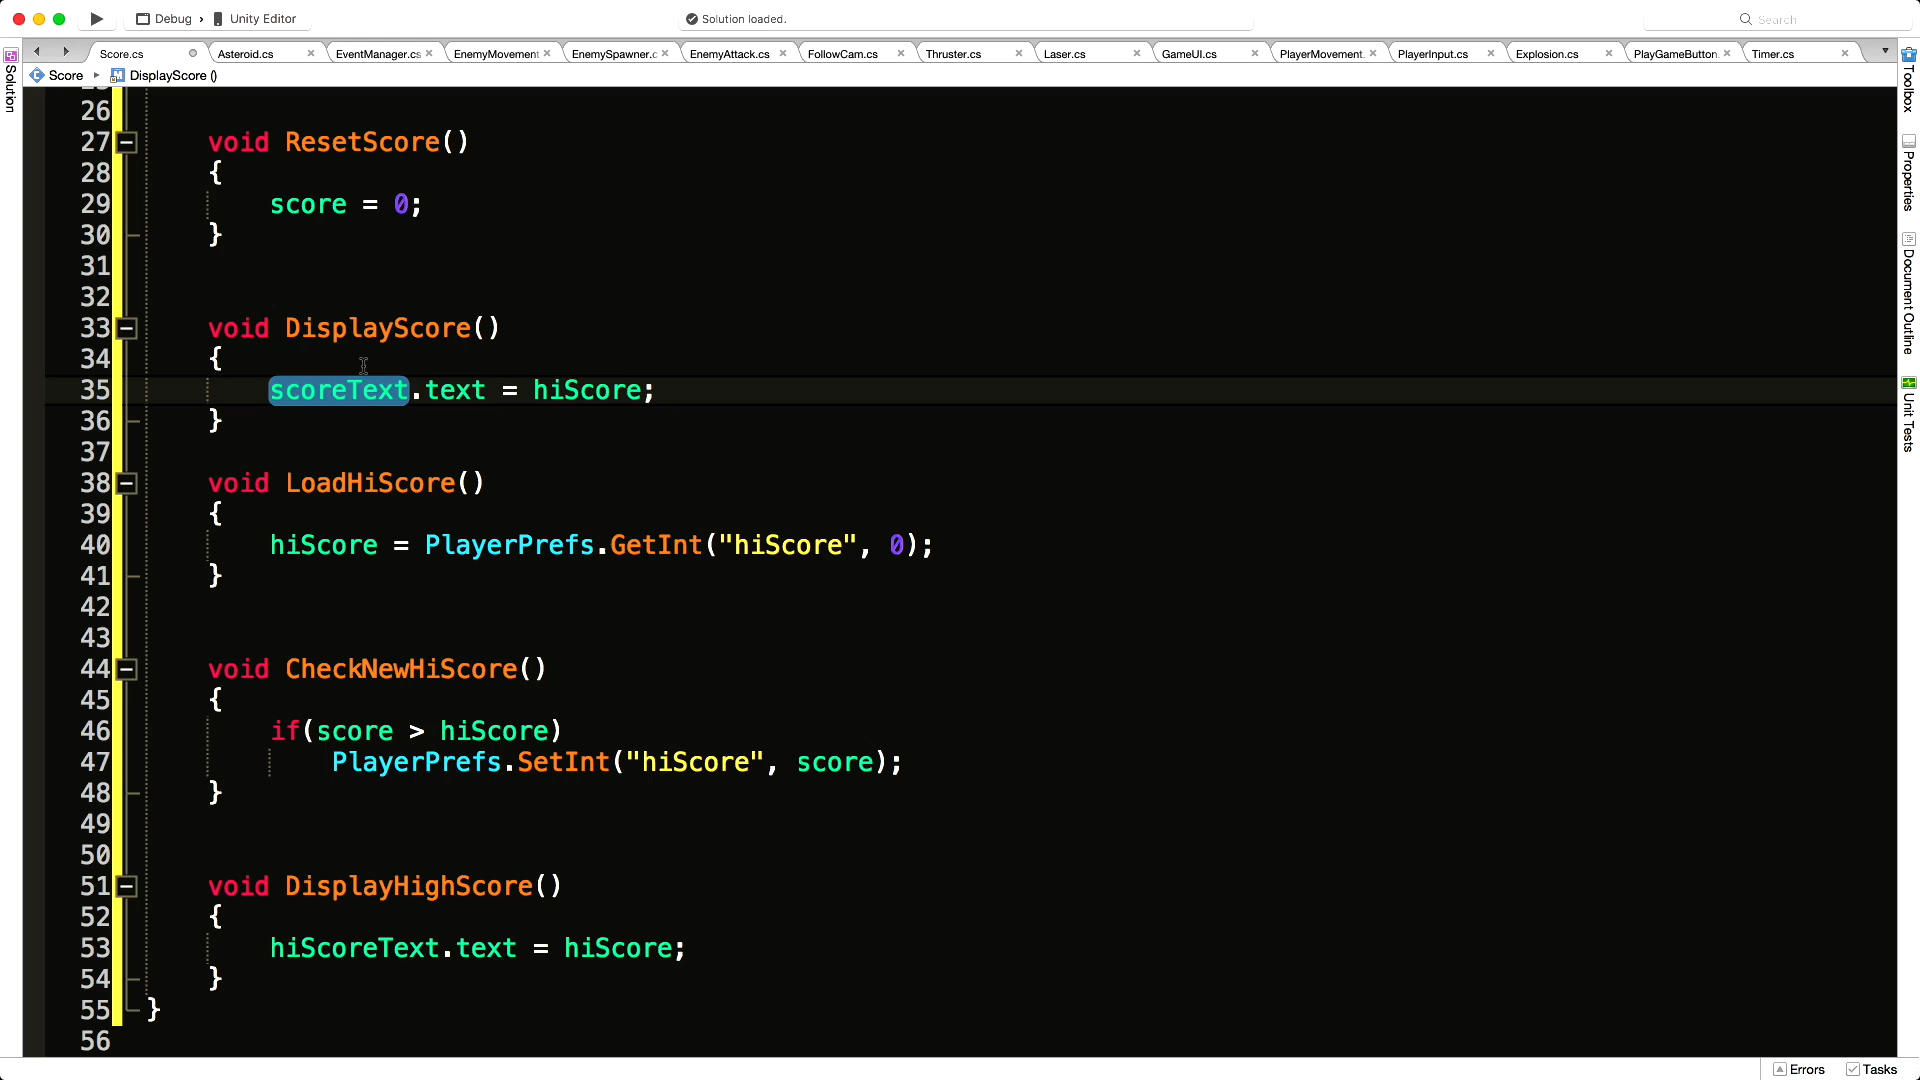 Debug › Unity Editor
Solution loaded.
Search
Score.cs
Asteroid.cs
EventManager.cs
EnemyMovement
EnemySpawner.c
EnemyAttack.cs
FollowCam.cs
Thruster.cs
Laser.cs
GameUI.cs
PlayerMovement.
PlayerInput.cs
Explosion.cs
PlayGameButton.
Timer.cs
Score ▸ DisplayScore ()
Solution
Toolbox
Properties
Document Outline
Unit Tests
26
27 void ResetScore()
28 {
29 score = 0;
30 }
31
32
33 void DisplayScore()
34 {
35 scoreText.text = hiScore;
36 }
37
38 void LoadHiScore()
39 {
40 hiScore = PlayerPrefs.GetInt("hiScore", 0);
41 }
42
43
44 void CheckNewHiScore()
45 {
46 if(score > hiScore)
47 PlayerPrefs.SetInt("hiScore", score);
48 }
49
50
51 void DisplayHighScore()
52 {
53 hiScoreText.text = hiScore;
54 }
55 }
56
Errors
Tasks